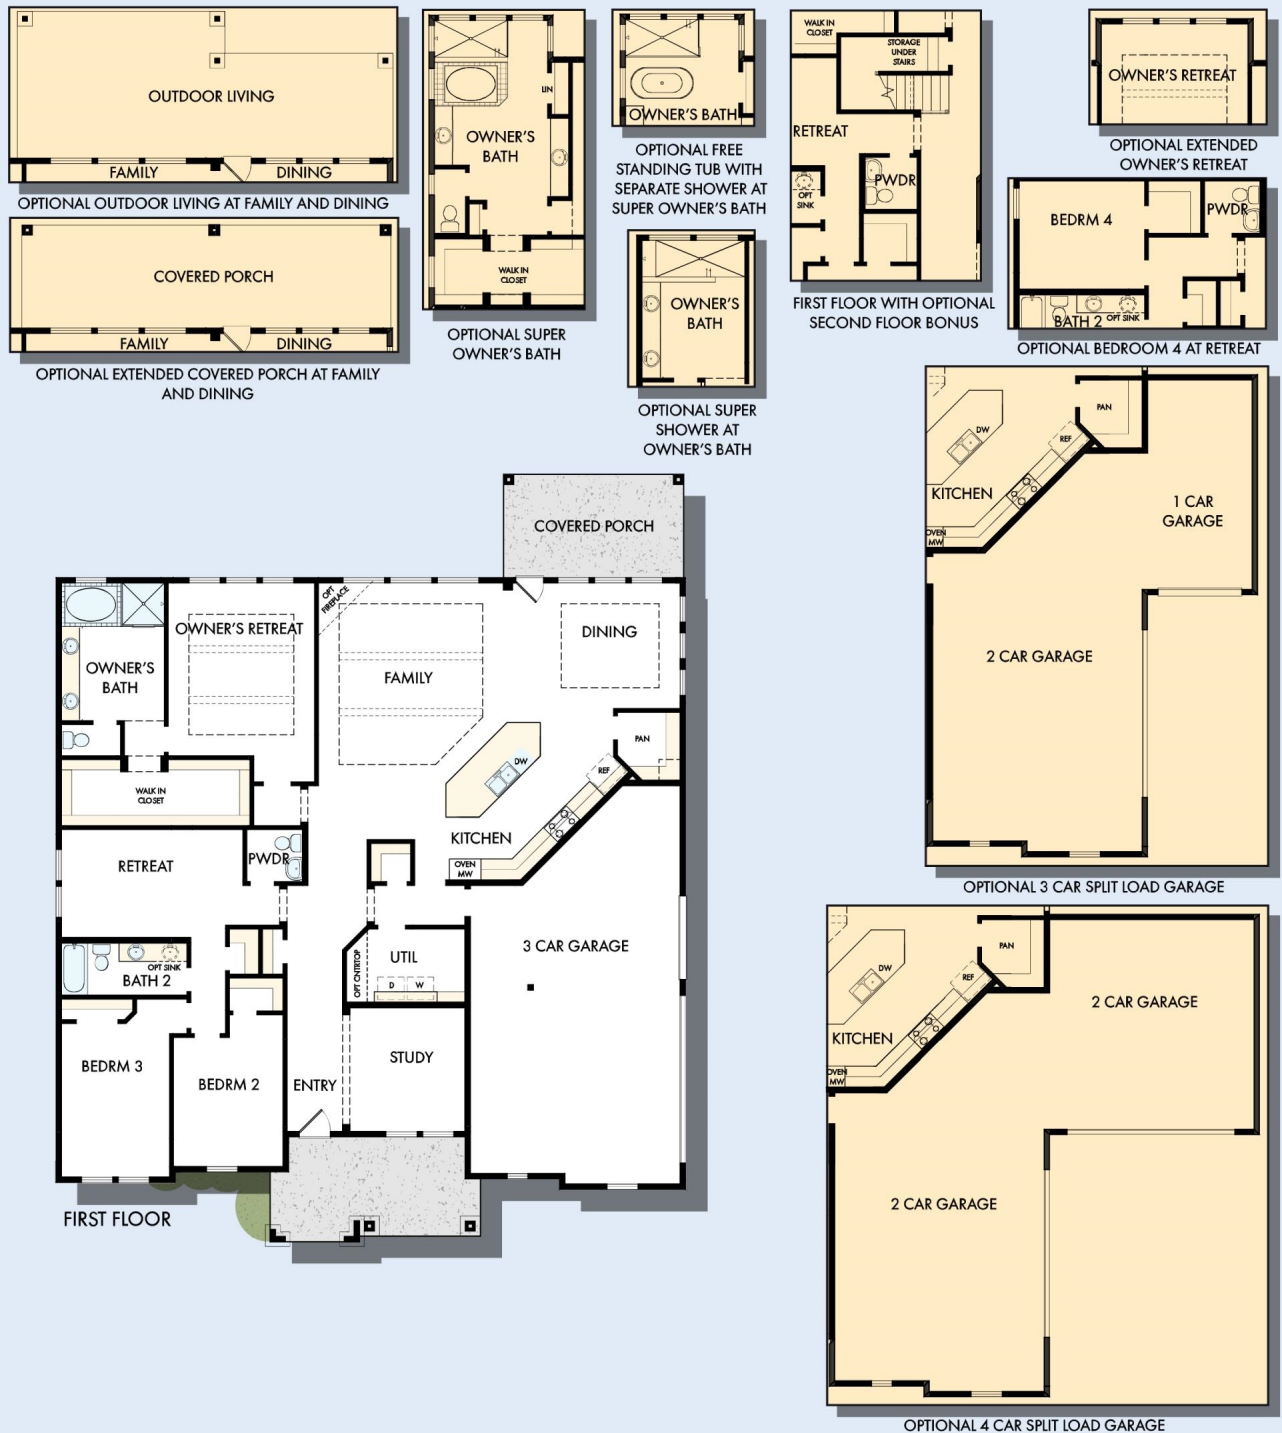 OUTDOOR LIVING
FAMILY
DINING
OPTIONAL OUTDOOR LIVING AT FAMILY AND DINING
COVERED PORCH
FAMILY
DINING
OPTIONAL EXTENDED COVERED PORCH AT FAMILY
AND DINING
LIN
OWNER'S
BATH
WALK IN
CLOSET
OPTIONAL SUPER
OWNER'S BATH
OWNER'S BATH
OPTIONAL FREE
STANDING TUB WITH
SEPARATE SHOWER AT
SUPER OWNER'S BATH
OWNER'S
BATH
OPTIONAL SUPER
SHOWER AT
OWNER'S BATH
WALK IN
CLOSET
STORAGE
UNDER
STAIRS
RETREAT
PWDR
OPT
SINK
FIRST FLOOR WITH OPTIONAL
SECOND FLOOR BONUS
OWNER'S RETREAT
OPTIONAL EXTENDED
OWNER'S RETREAT
BEDRM 4
PWDR
BATH 2
OPT SINK
OPTIONAL BEDROOM 4 AT RETREAT
PAN
DW
REF
KITCHEN
OVEN
MW
1 CAR
GARAGE
2 CAR GARAGE
OPTIONAL 3 CAR SPLIT LOAD GARAGE
PAN
DW
REF
KITCHEN
OVEN
MW
2 CAR GARAGE
2 CAR GARAGE
OPTIONAL 4 CAR SPLIT LOAD GARAGE
COVERED PORCH
OPT
FIREPLACE
OWNER'S RETREAT
DINING
OWNER'S
BATH
FAMILY
PAN
DW
REF
WALK IN
CLOSET
KITCHEN
OVEN
MW
RETREAT
PWDR
3 CAR GARAGE
UTIL
OPT CNTRTOP
D
W
OPT SINK
BATH 2
BEDRM 3
BEDRM 2
ENTRY
STUDY
FIRST FLOOR